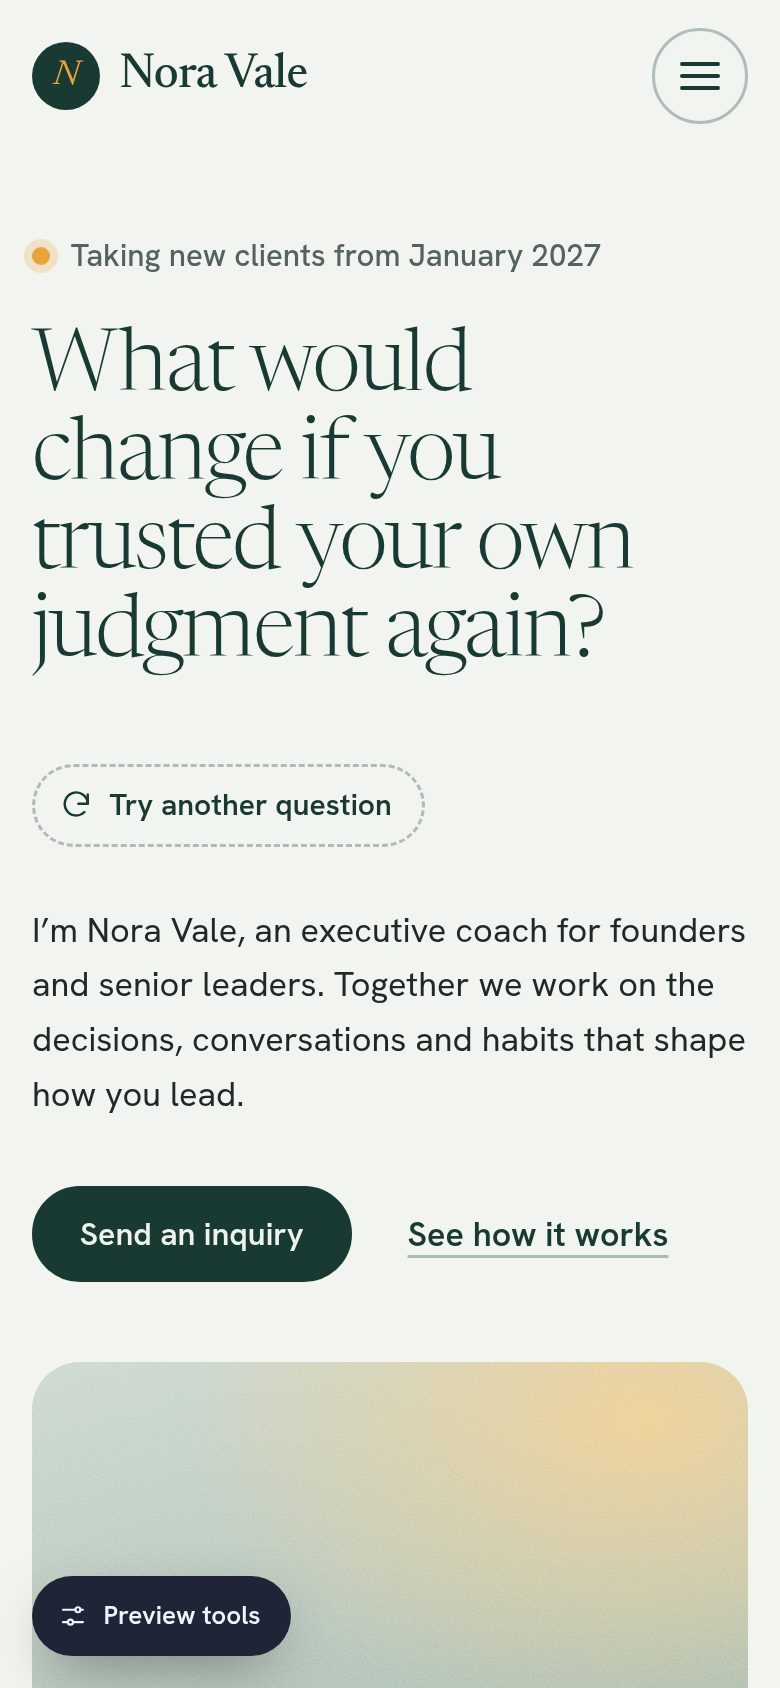 N Nora Vale
Taking new clients from January 2027
What would
change if you
trusted your own
judgment again?
Try another question
I’m Nora Vale, an executive coach for founders
and senior leaders. Together we work on the
decisions, conversations and habits that shape
how you lead.
Send an inquiry See how it works
Preview tools